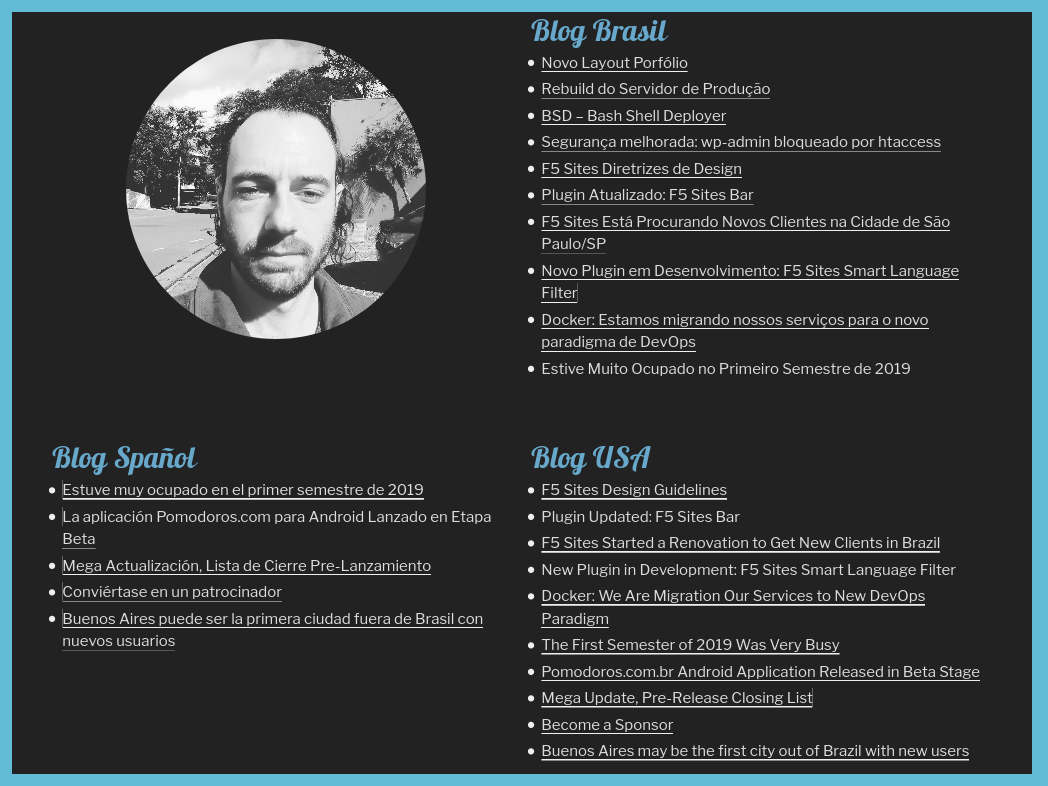 Blog Brasil
Novo Layout Porfólio
Rebuild do Servidor de Produção
BSD – Bash Shell Deployer
Segurança melhorada: wp-admin bloqueado por htaccess
F5 Sites Diretrizes de Design
Plugin Atualizado: F5 Sites Bar
F5 Sites Está Procurando Novos Clientes na Cidade de São
Paulo/SP
Novo Plugin em Desenvolvimento: F5 Sites Smart Language
Filter
Docker: Estamos migrando nossos serviços para o novo
paradigma de DevOps
Estive Muito Ocupado no Primeiro Semestre de 2019
Blog Spañol
Estuve muy ocupado en el primer semestre de 2019
La aplicación Pomodoros.com para Android Lanzado en Etapa
Beta
Mega Actualización, Lista de Cierre Pre-Lanzamiento
Conviértase en un patrocinador
Buenos Aires puede ser la primera ciudad fuera de Brasil con
nuevos usuarios
Blog USA
F5 Sites Design Guidelines
Plugin Updated: F5 Sites Bar
F5 Sites Started a Renovation to Get New Clients in Brazil
New Plugin in Development: F5 Sites Smart Language Filter
Docker: We Are Migration Our Services to New DevOps
Paradigm
The First Semester of 2019 Was Very Busy
Pomodoros.com.br Android Application Released in Beta Stage
Mega Update, Pre-Release Closing List
Become a Sponsor
Buenos Aires may be the first city out of Brazil with new users